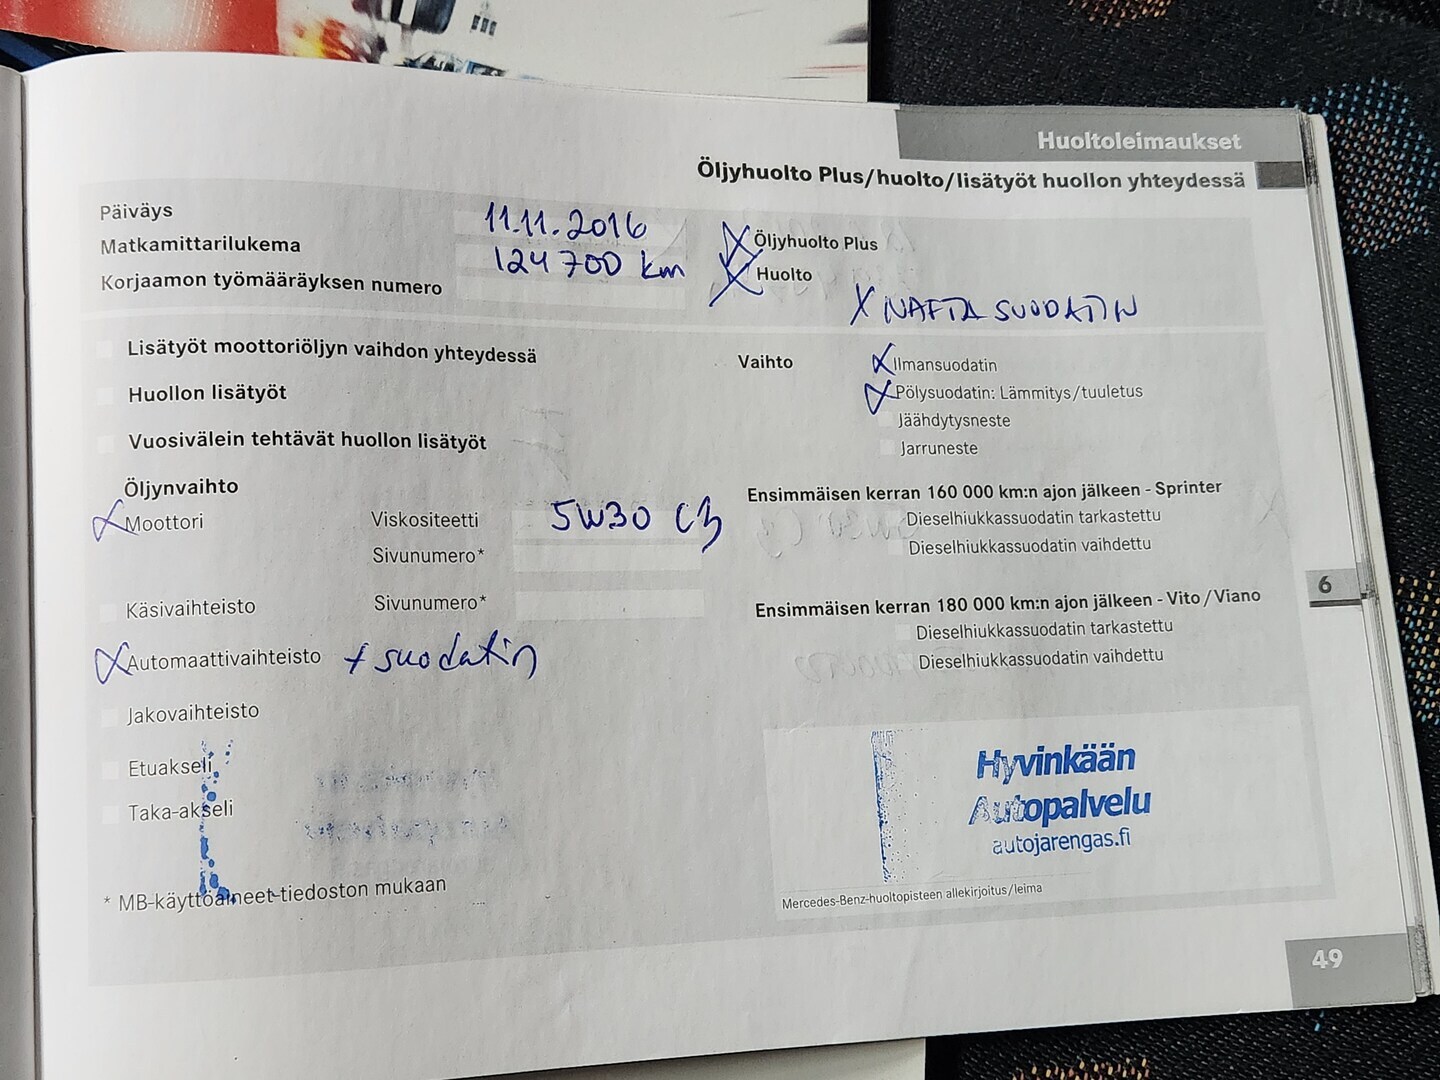 Huoltoleimaukset
Öljyhuolto Plus/huolto/lisätyöt huollon yhteydessä
Päiväys 11.11.2016
Matkamittarilukema 124 700 km
Korjaamon työmääräyksen numero
X Öljyhuolto Plus
X Huolto
X NAFTA SUODATIN
Lisätyöt moottoriöljyn vaihdon yhteydessä
Huollon lisätyöt
Vuosivälein tehtävät huollon lisätyöt
Vaihto X Ilmansuodatin
X Pölysuodatin: Lämmitys/tuuletus
Jäähdytysneste
Jarruneste
Öljynvaihto
X Moottori Viskositeetti 5W30 C3
Sivunumero*
Käsivaihteisto Sivunumero*
X Automaattivaihteisto + suodatin
Jakovaihteisto
Etuakseli
Taka-akseli
* MB-käyttöaineet-tiedoston mukaan
Ensimmäisen kerran 160 000 km:n ajon jälkeen - Sprinter
Dieselhiukkassuodatin tarkastettu
Dieselhiukkassuodatin vaihdettu
Ensimmäisen kerran 180 000 km:n ajon jälkeen - Vito/Viano
Dieselhiukkassuodatin tarkastettu
Dieselhiukkassuodatin vaihdettu
6
Hyvinkään
Autopalvelu
autojarengas.fi
Mercedes-Benz-huoltopisteen allekirjoitus/leima
49